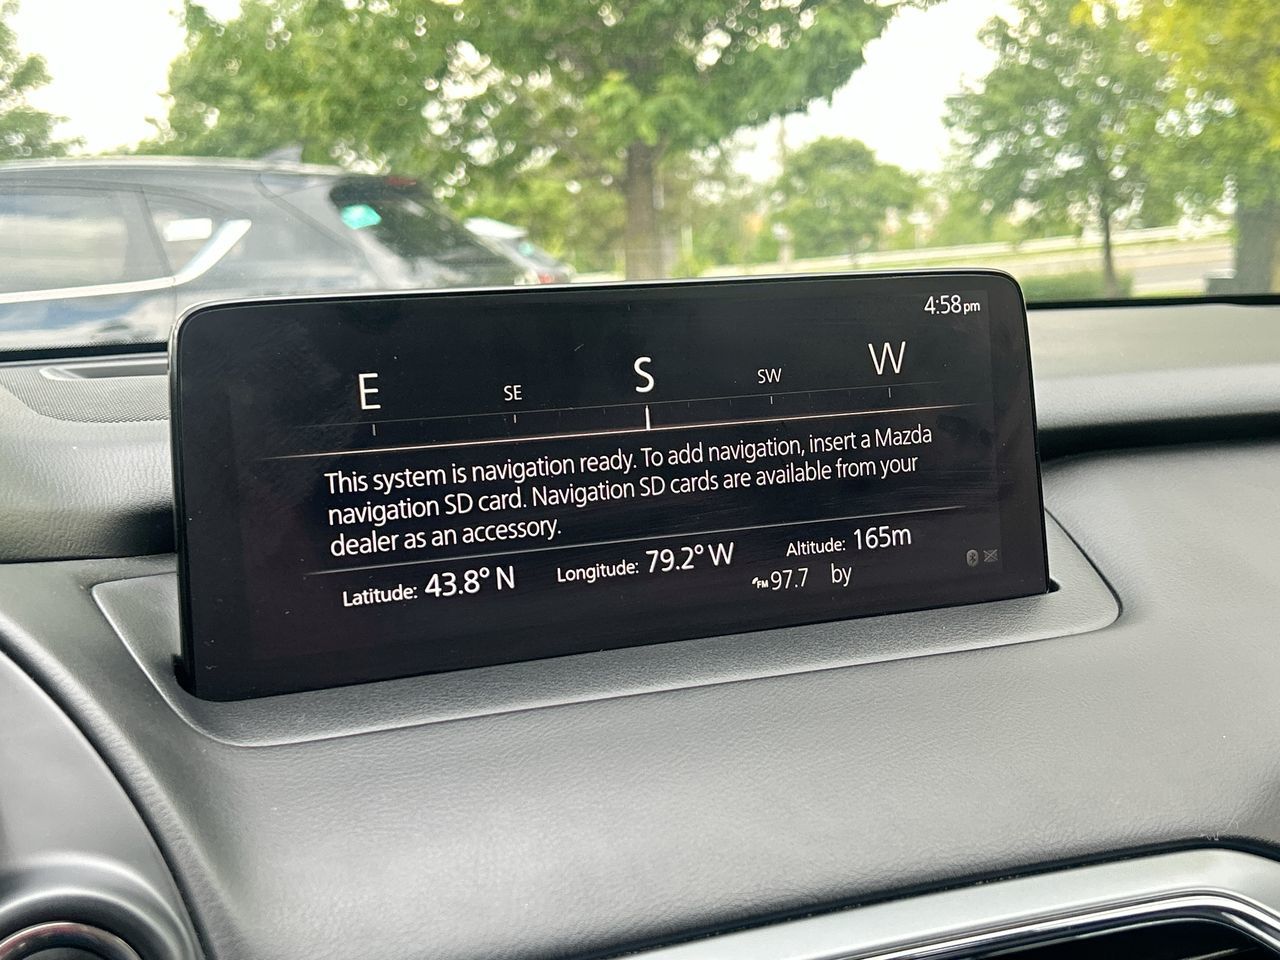 4:58pm
E SE S SW W
This system is navigation ready. To add navigation, insert a Mazda
navigation SD card. Navigation SD cards are available from your
dealer as an accessory.
Latitude: 43.8° N Longitude: 79.2° W Altitude: 165m
FM 97.7 by